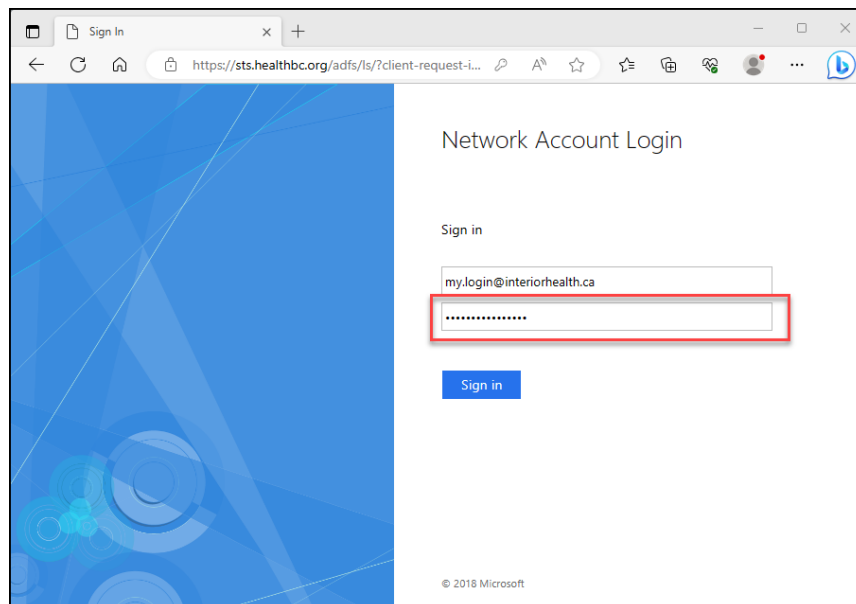 Sign In
https://sts.healthbc.org/adfs/ls/?client-request-i...
Network Account Login
Sign in
my.login@interiorhealth.ca
••••••••••••••••
Sign in
© 2018 Microsoft